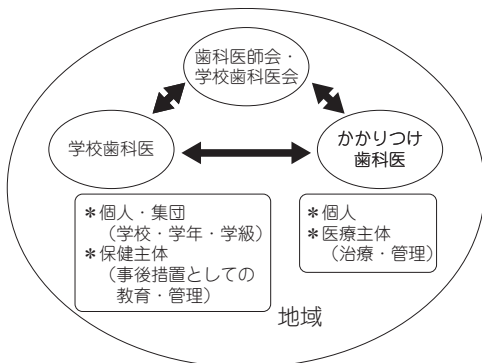 歯科医師会・
学校歯科医会
学校歯科医
かかりつけ
歯科医
＊個人・集団
（学校・学年・学級）
＊保健主体
（事後措置としての
教育・管理）
＊個人
＊医療主体
（治療・管理）
地域